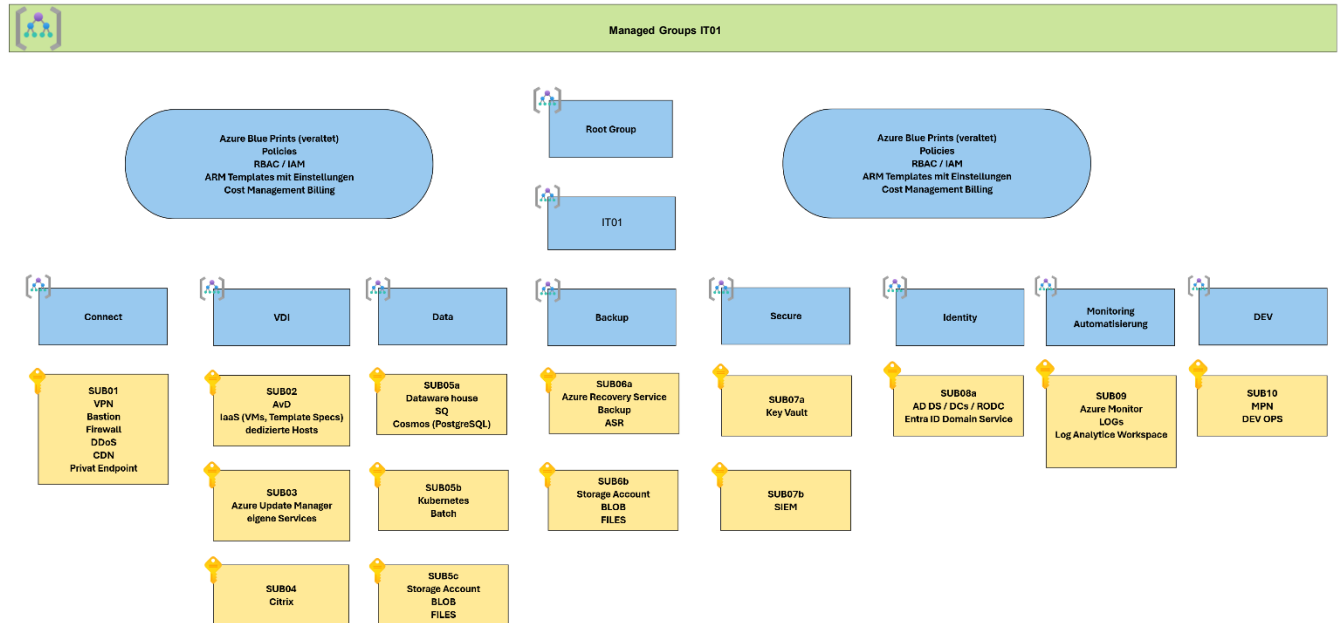 Managed Groups IT01
Azure Blue Prints (veraltet)
Policies
RBAC / IAM
ARM Templates mit Einstellungen
Cost Management Billing
Root Group
IT01
Azure Blue Prints (veraltet)
Policies
RBAC / IAM
ARM Templates mit Einstellungen
Cost Management Billing
Connect
VDI
Data
Backup
Secure
Identity
Monitoring
Automatisierung
DEV
SUB01
VPN
Bastion
Firewall
DDoS
CDN
Privat Endpoint
SUB02
AvD
IaaS (VMs, Template Specs)
dedizierte Hosts
SUB05a
Dataware house
SQ
Cosmos (PostgreSQL)
SUB06a
Azure Recovery Service
Backup
ASR
SUB07a
Key Vault
SUB08a
AD DS / DCs / RODC
Entra ID Domain Service
SUB09
Azure Monitor
LOGs
Log Analytice Workspace
SUB10
MPN
DEV OPS
SUB03
Azure Update Manager
eigene Services
SUB05b
Kubernetes
Batch
SUB6b
Storage Account
BLOB
FILES
SUB07b
SIEM
SUB04
Citrix
SUB5c
Storage Account
BLOB
FILES